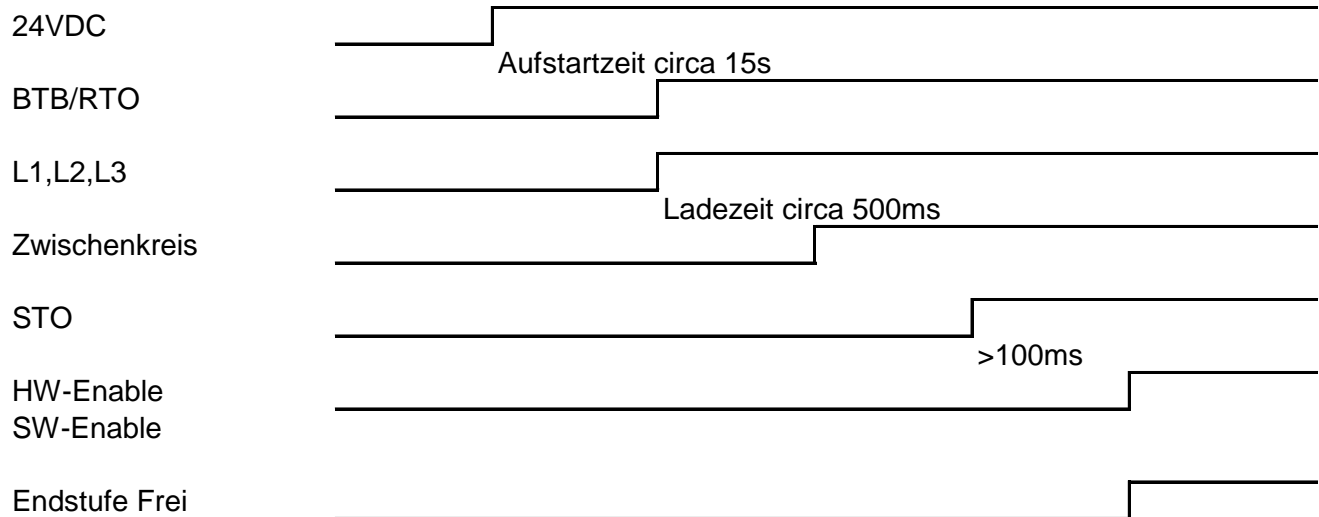 24VDC
Aufstartzeit circa 15s
BTB/RTO
L1,L2,L3
Ladezeit circa 500ms
Zwischenkreis
STO
>100ms
HW-Enable
SW-Enable
Endstufe Frei